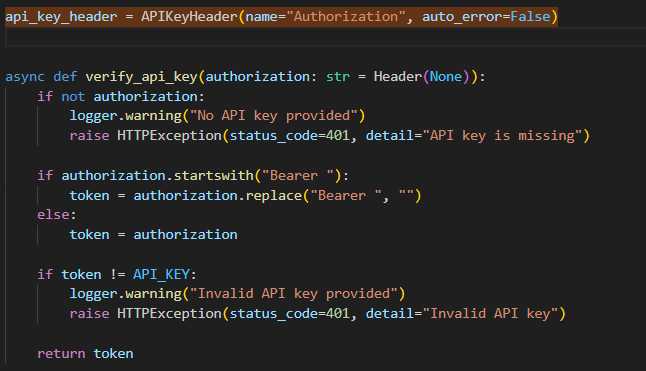 api_key_header = APIKeyHeader(name="Authorization", auto_error=False)
async def verify_api_key(authorization: str = Header(None)):
    if not authorization:
        logger.warning("No API key provided")
        raise HTTPException(status_code=401, detail="API key is missing")
    if authorization.startswith("Bearer "):
        token = authorization.replace("Bearer ", "")
    else:
        token = authorization
    if token != API_KEY:
        logger.warning("Invalid API key provided")
        raise HTTPException(status_code=401, detail="Invalid API key")
    return token